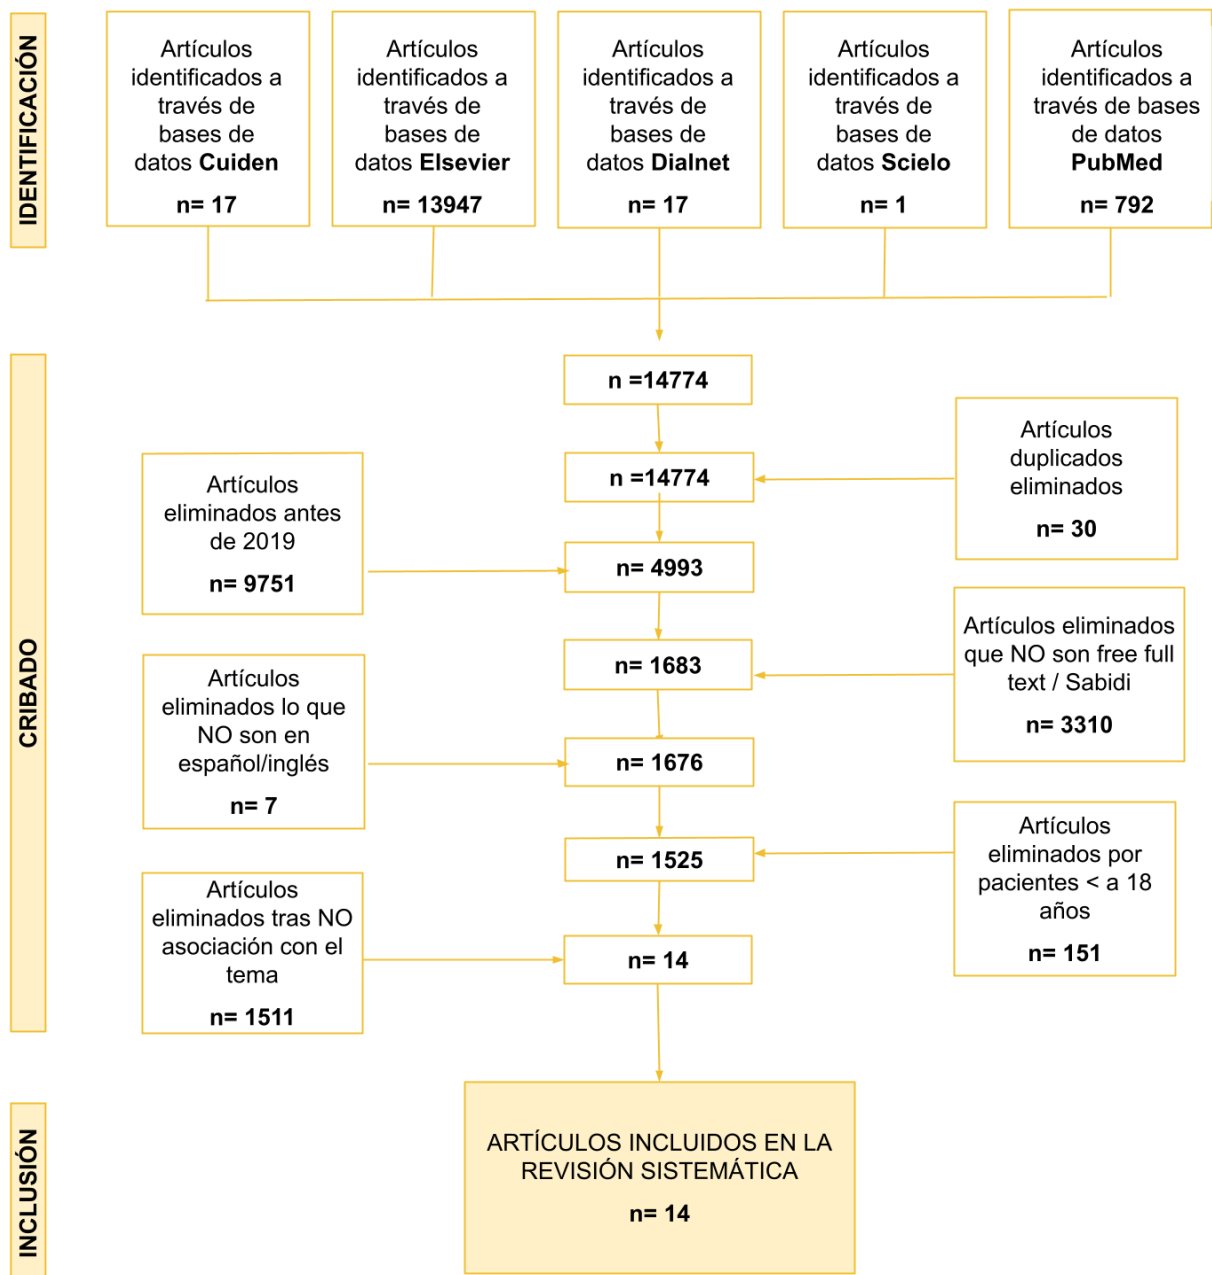 IDENTIFICACIÓN
Artículos
identificados a
través de
bases de
datos Cuiden
n= 17
Artículos
identificados a
través de
bases de
datos Elsevier
n= 13947
Artículos
identificados a
través de
bases de
datos Dialnet
n= 17
Artículos
identificados a
través de
bases de
datos Scielo
n= 1
Artículos
identificados a
través de bases
de datos
PubMed
n= 792
CRIBADO
n =14774
Artículos
duplicados
eliminados
n= 30
n =14774
Artículos
eliminados antes
de 2019
n= 9751
n= 4993
Artículos eliminados
que NO son free full
text / Sabidi
n= 3310
n= 1683
Artículos
eliminados lo que
NO son en
español/inglés
n= 7
n= 1676
Artículos
eliminados por
pacientes < a 18
años
n= 151
n= 1525
Artículos
eliminados tras NO
asociación con el
tema
n= 1511
n= 14
INCLUSIÓN
ARTÍCULOS INCLUIDOS EN LA
REVISIÓN SISTEMÁTICA
n= 14